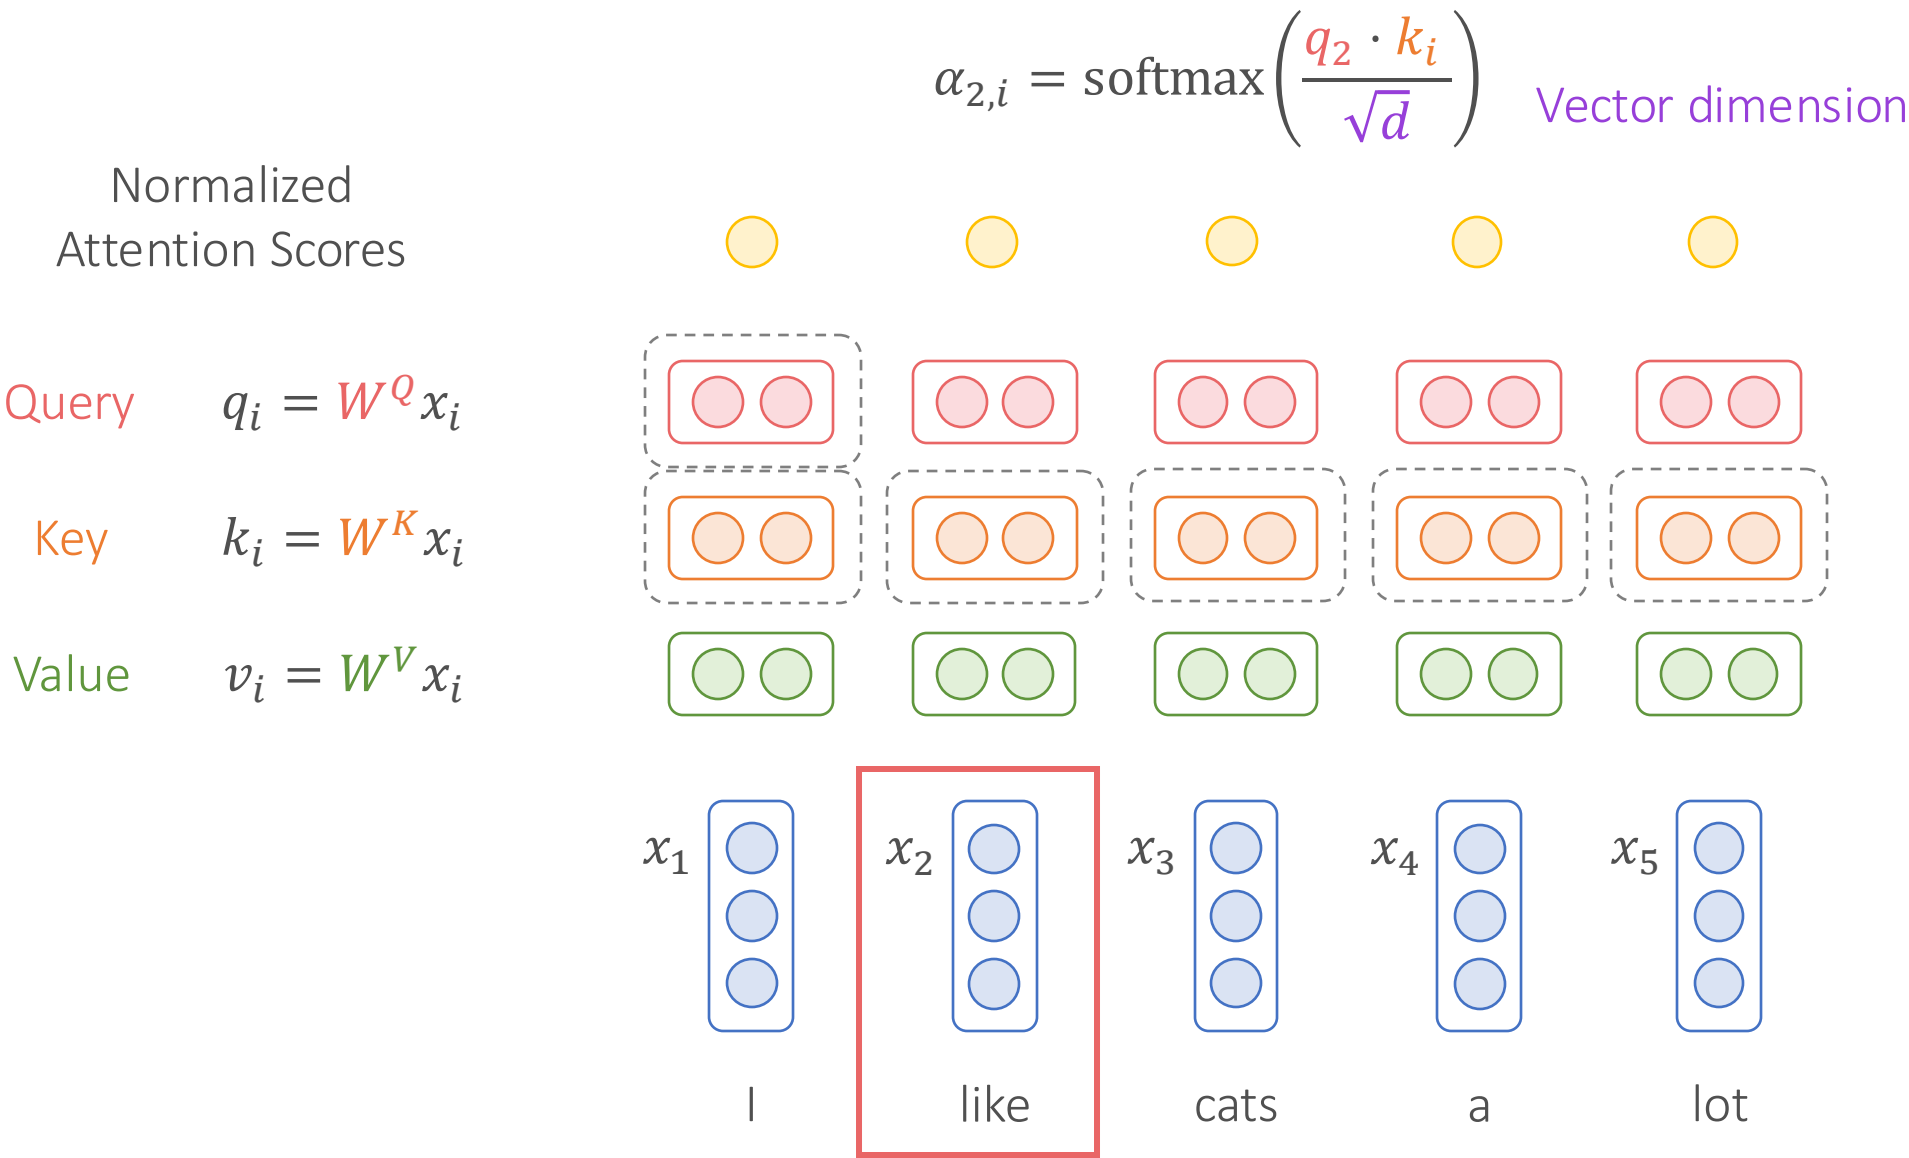 α₂,ᵢ = softmax(q₂ · kᵢ / √d)
Vector dimension
Normalized
Attention Scores
Query qᵢ = W^Q xᵢ
Key kᵢ = W^K xᵢ
Value vᵢ = W^V xᵢ
x₁ x₂ x₃ x₄ x₅
I like cats a lot